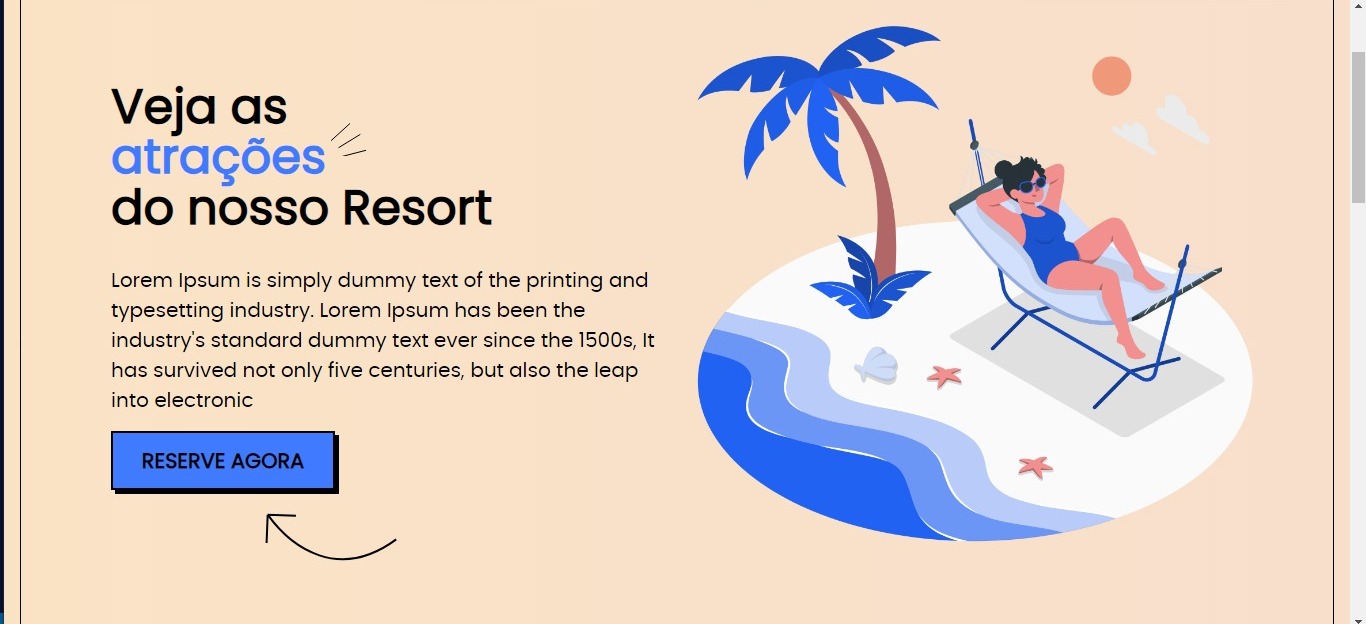 Veja as
atrações
do nosso Resort
Lorem Ipsum is simply dummy text of the printing and
typesetting industry. Lorem Ipsum has been the
industry's standard dummy text ever since the 1500s, It
has survived not only five centuries, but also the leap
into electronic
RESERVE AGORA